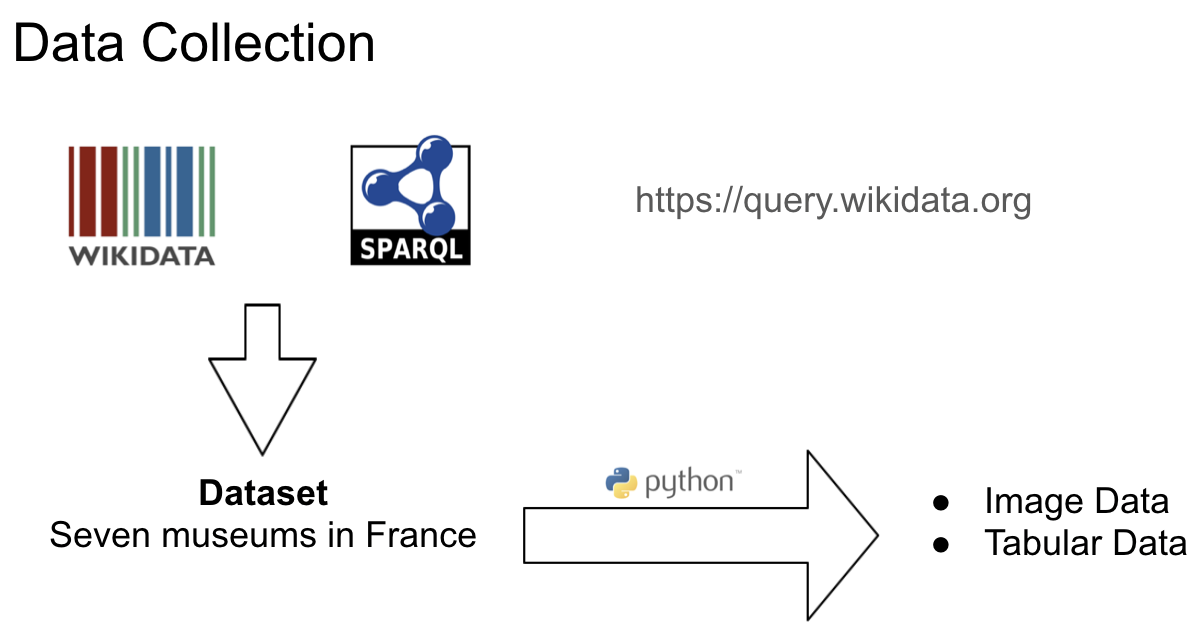 Data Collection
WIKIDATA
SPARQL
https://query.wikidata.org
Dataset
Seven museums in France
python™
● Image Data
● Tabular Data